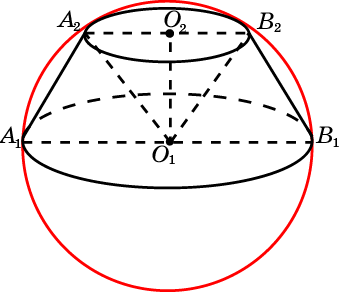 A₂ O₂ B₂
A₁ O₁ B₁